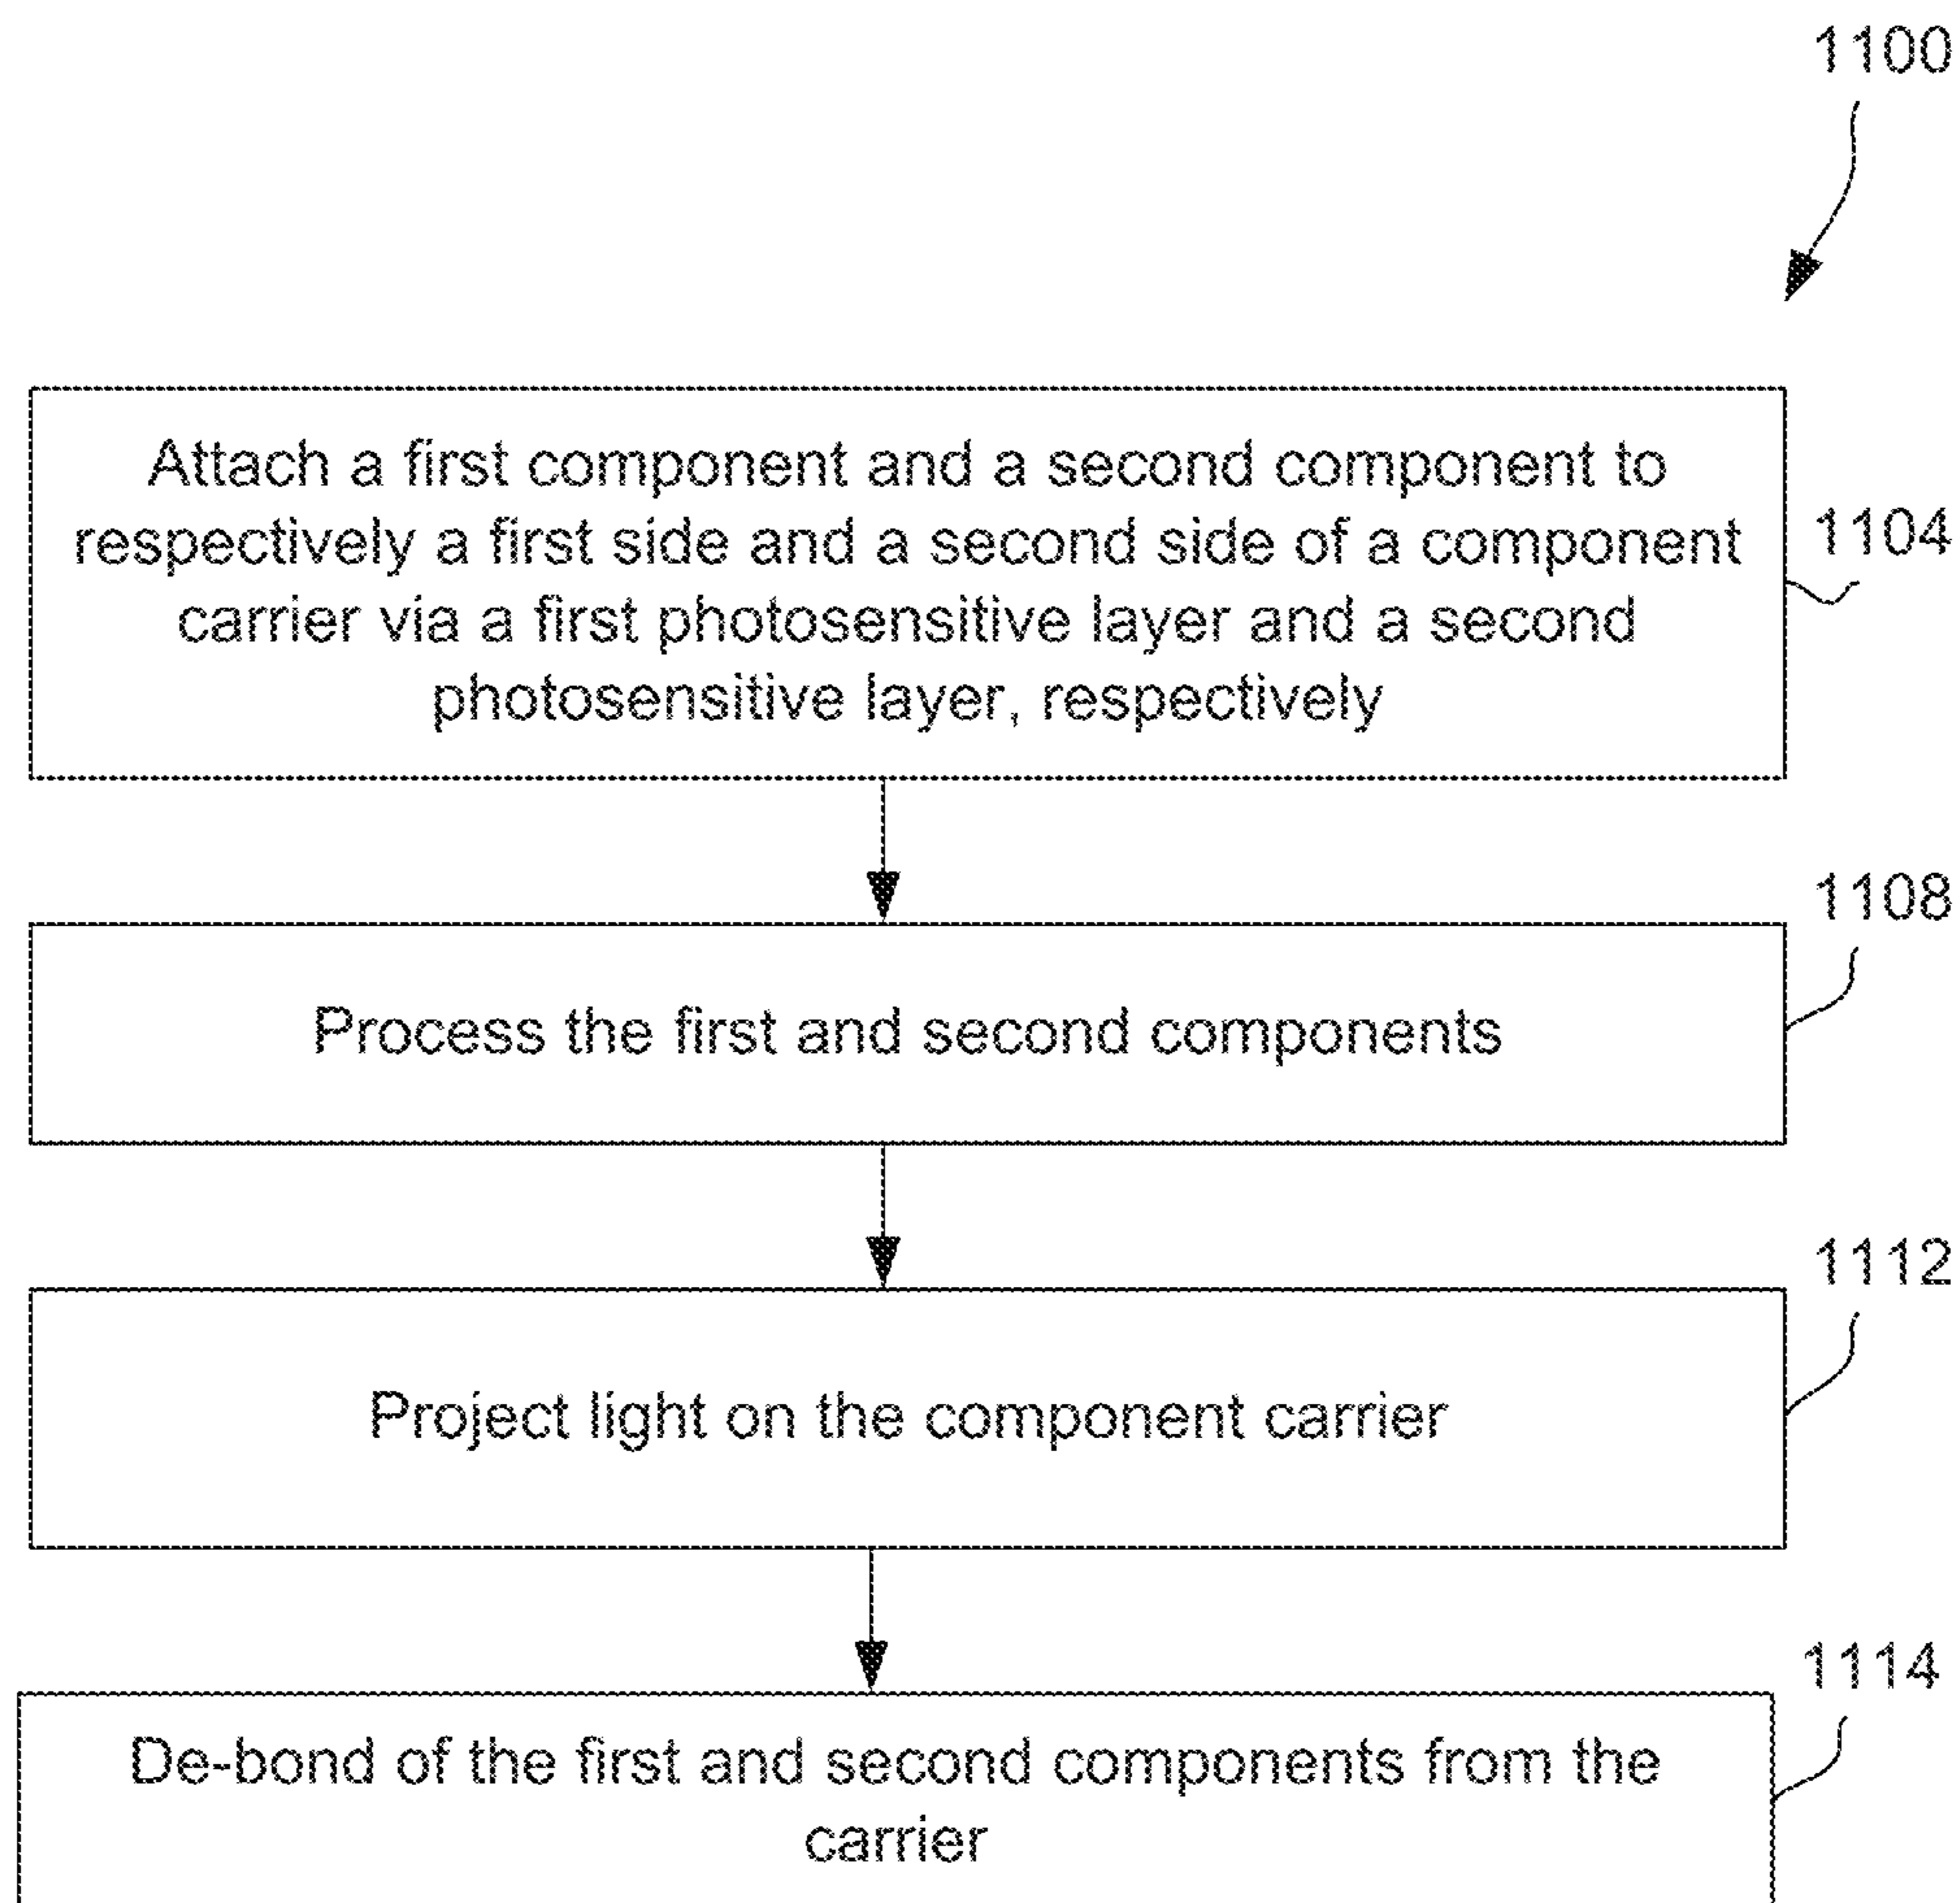 1100
Attach a first component and a second component to
respectively a first side and a second side of a component
carrier via a first photosensitive layer and a second
photosensitive layer, respectively
1104
1108
Process the first and second components
1112
Project light on the component carrier
1114
De-bond of the first and second components from the
carrier